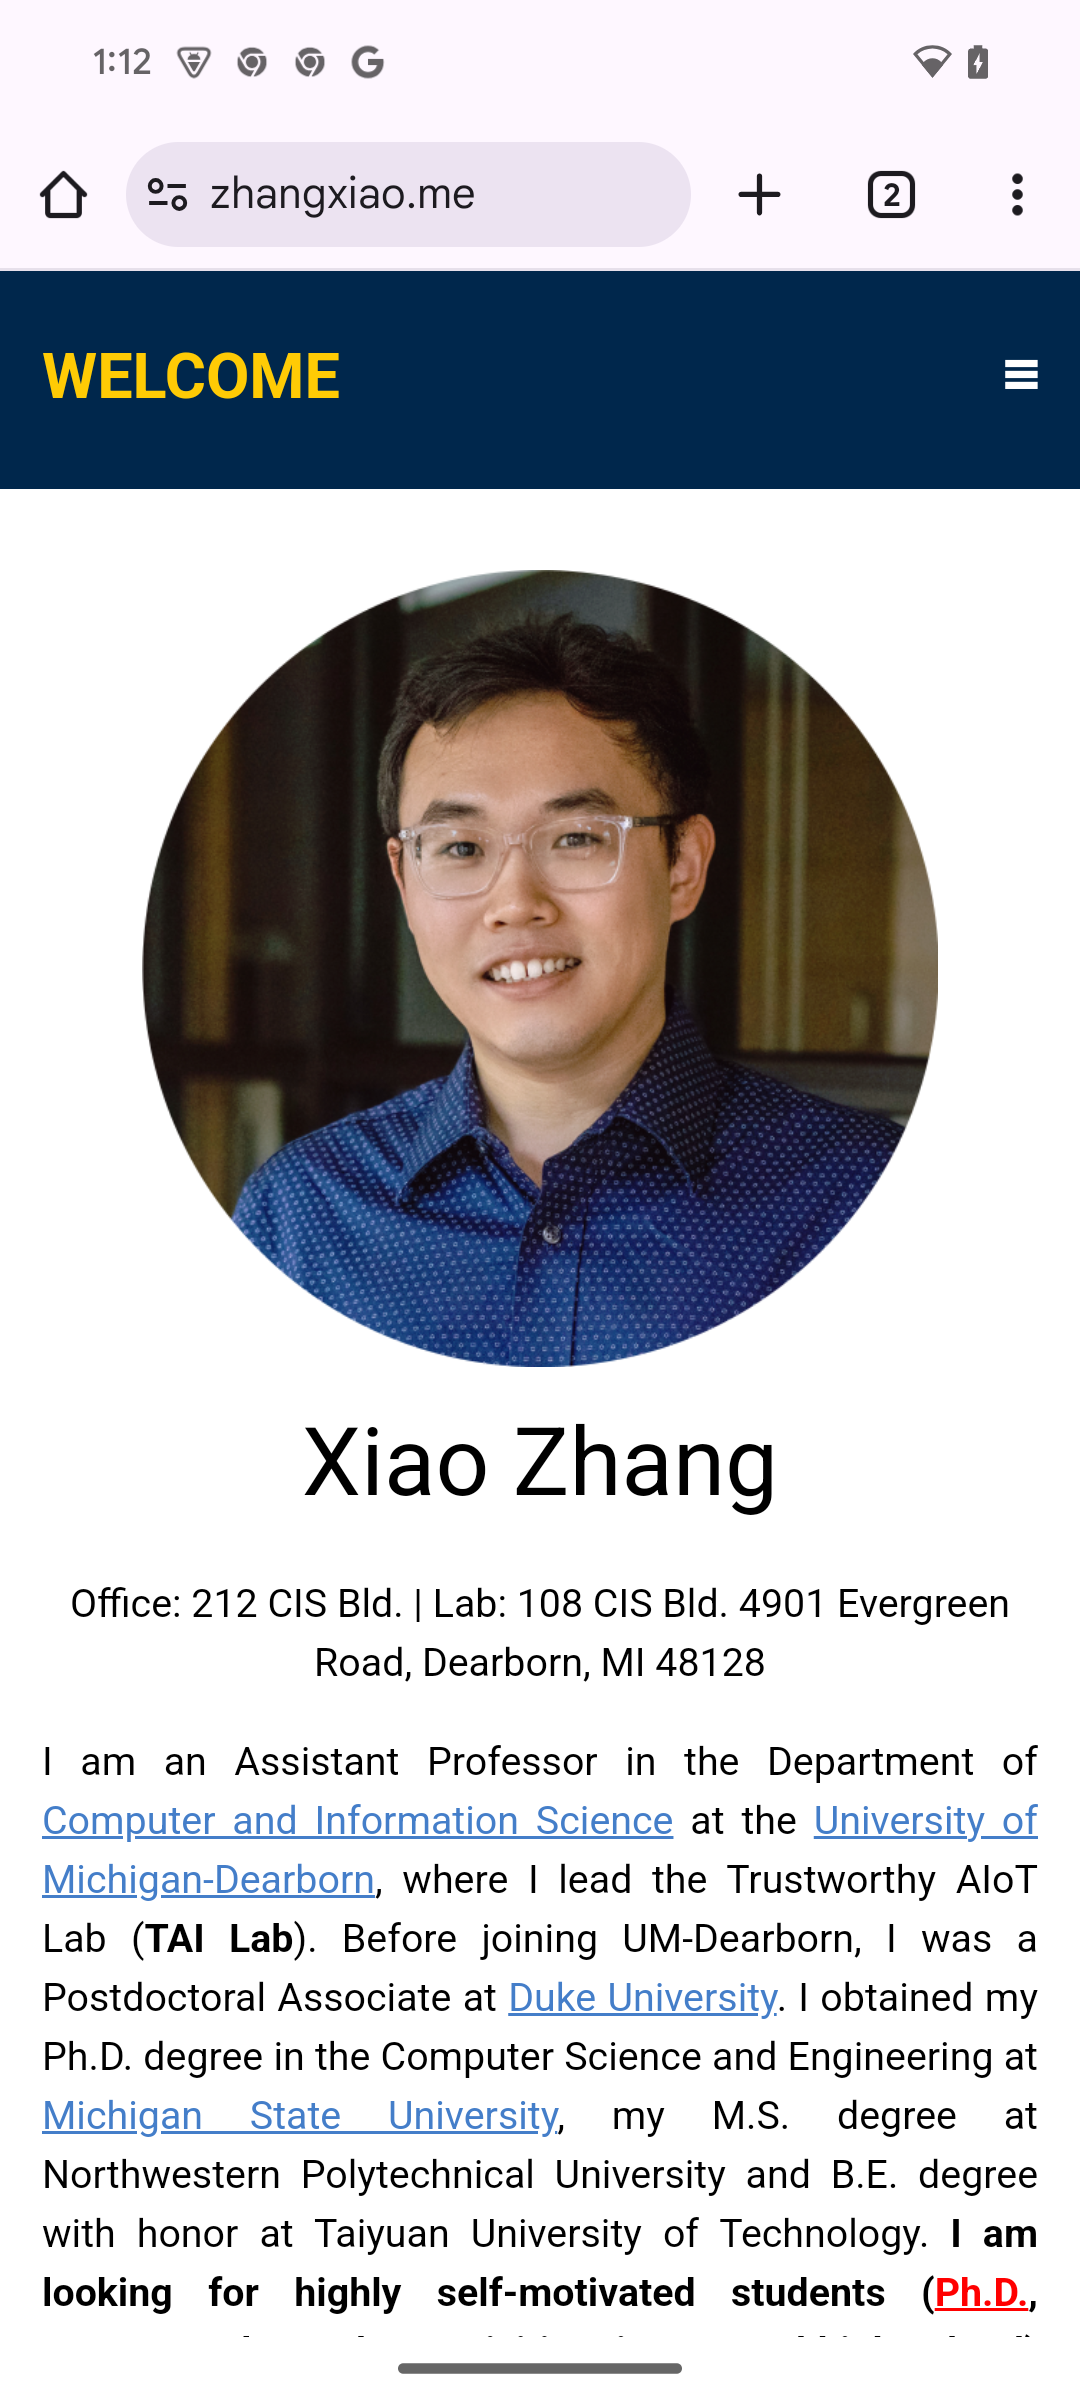 1:12
zhangxiao.me
2
WELCOME
Xiao Zhang
Office: 212 CIS Bld. | Lab: 108 CIS Bld. 4901 Evergreen
Road, Dearborn, MI 48128
I am an Assistant Professor in the Department of
Computer and Information Science at the University of
Michigan-Dearborn, where I lead the Trustworthy AIoT
Lab (TAI Lab). Before joining UM-Dearborn, I was a
Postdoctoral Associate at Duke University. I obtained my
Ph.D. degree in the Computer Science and Engineering at
Michigan State University, my M.S. degree at
Northwestern Polytechnical University and B.E. degree
with honor at Taiyuan University of Technology. I am
looking for highly self-motivated students (Ph.D.,